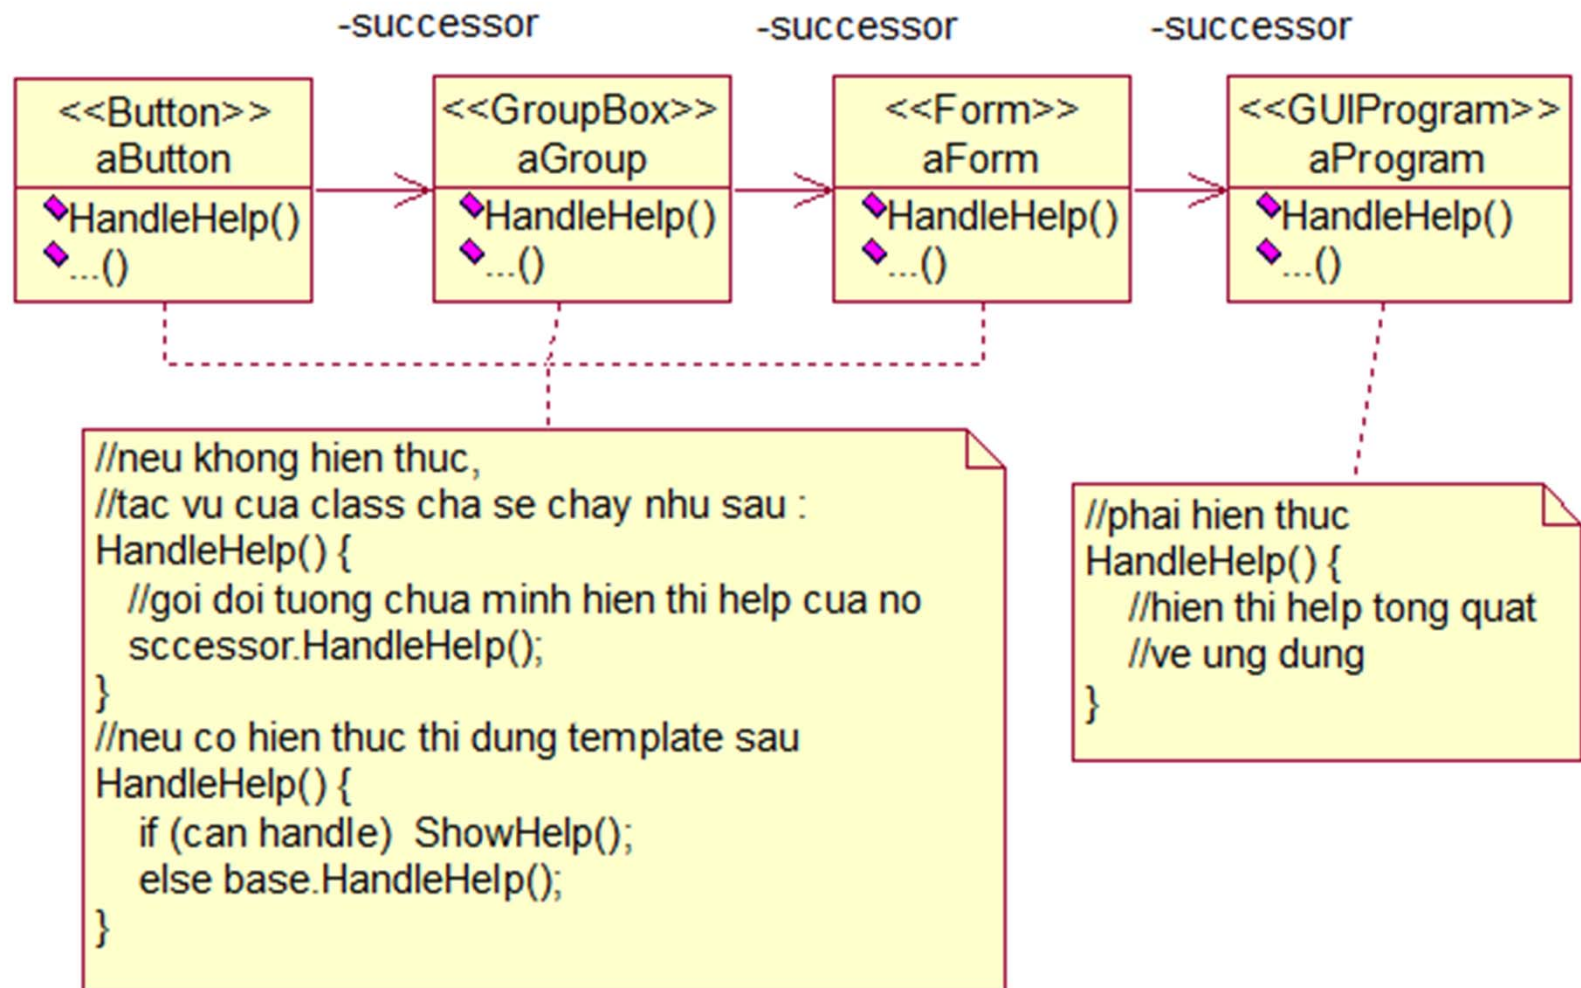 -successor
-successor
-successor
<<Button>>
aButton
HandleHelp()
...()
<<GroupBox>>
aGroup
HandleHelp()
...()
<<Form>>
aForm
HandleHelp()
...()
<<GUIProgram>>
aProgram
HandleHelp()
...()
//neu khong hien thuc,
//tac vu cua class cha se chay nhu sau :
HandleHelp() {
//goi doi tuong chua minh hien thi help cua no
sccessor.HandleHelp();
}
//neu co hien thuc thi dung template sau
HandleHelp() {
if (can handle)  ShowHelp();
else base.HandleHelp();
}
//phai hien thuc
HandleHelp() {
//hien thi help tong quat
//ve ung dung
}